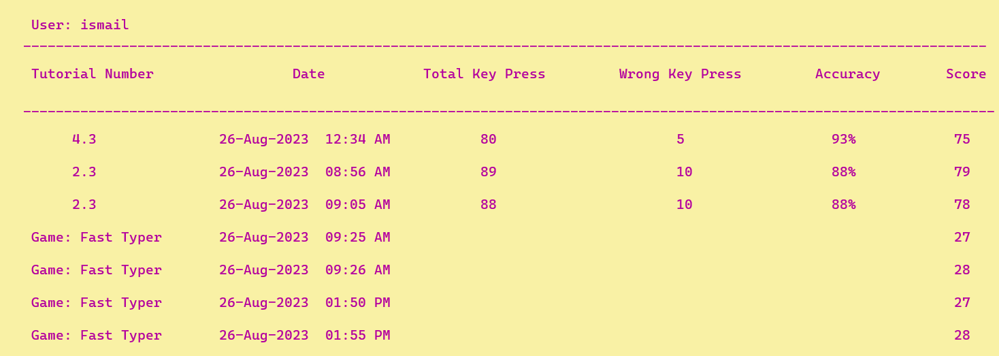 User: ismail
Tutorial Number Date Total Key Press Wrong Key Press Accuracy Score
4.3 26-Aug-2023 12:34 AM 80 5 93% 75
2.3 26-Aug-2023 08:56 AM 89 10 88% 79
2.3 26-Aug-2023 09:05 AM 88 10 88% 78
Game: Fast Typer 26-Aug-2023 09:25 AM 27
Game: Fast Typer 26-Aug-2023 09:26 AM 28
Game: Fast Typer 26-Aug-2023 01:50 PM 27
Game: Fast Typer 26-Aug-2023 01:55 PM 28